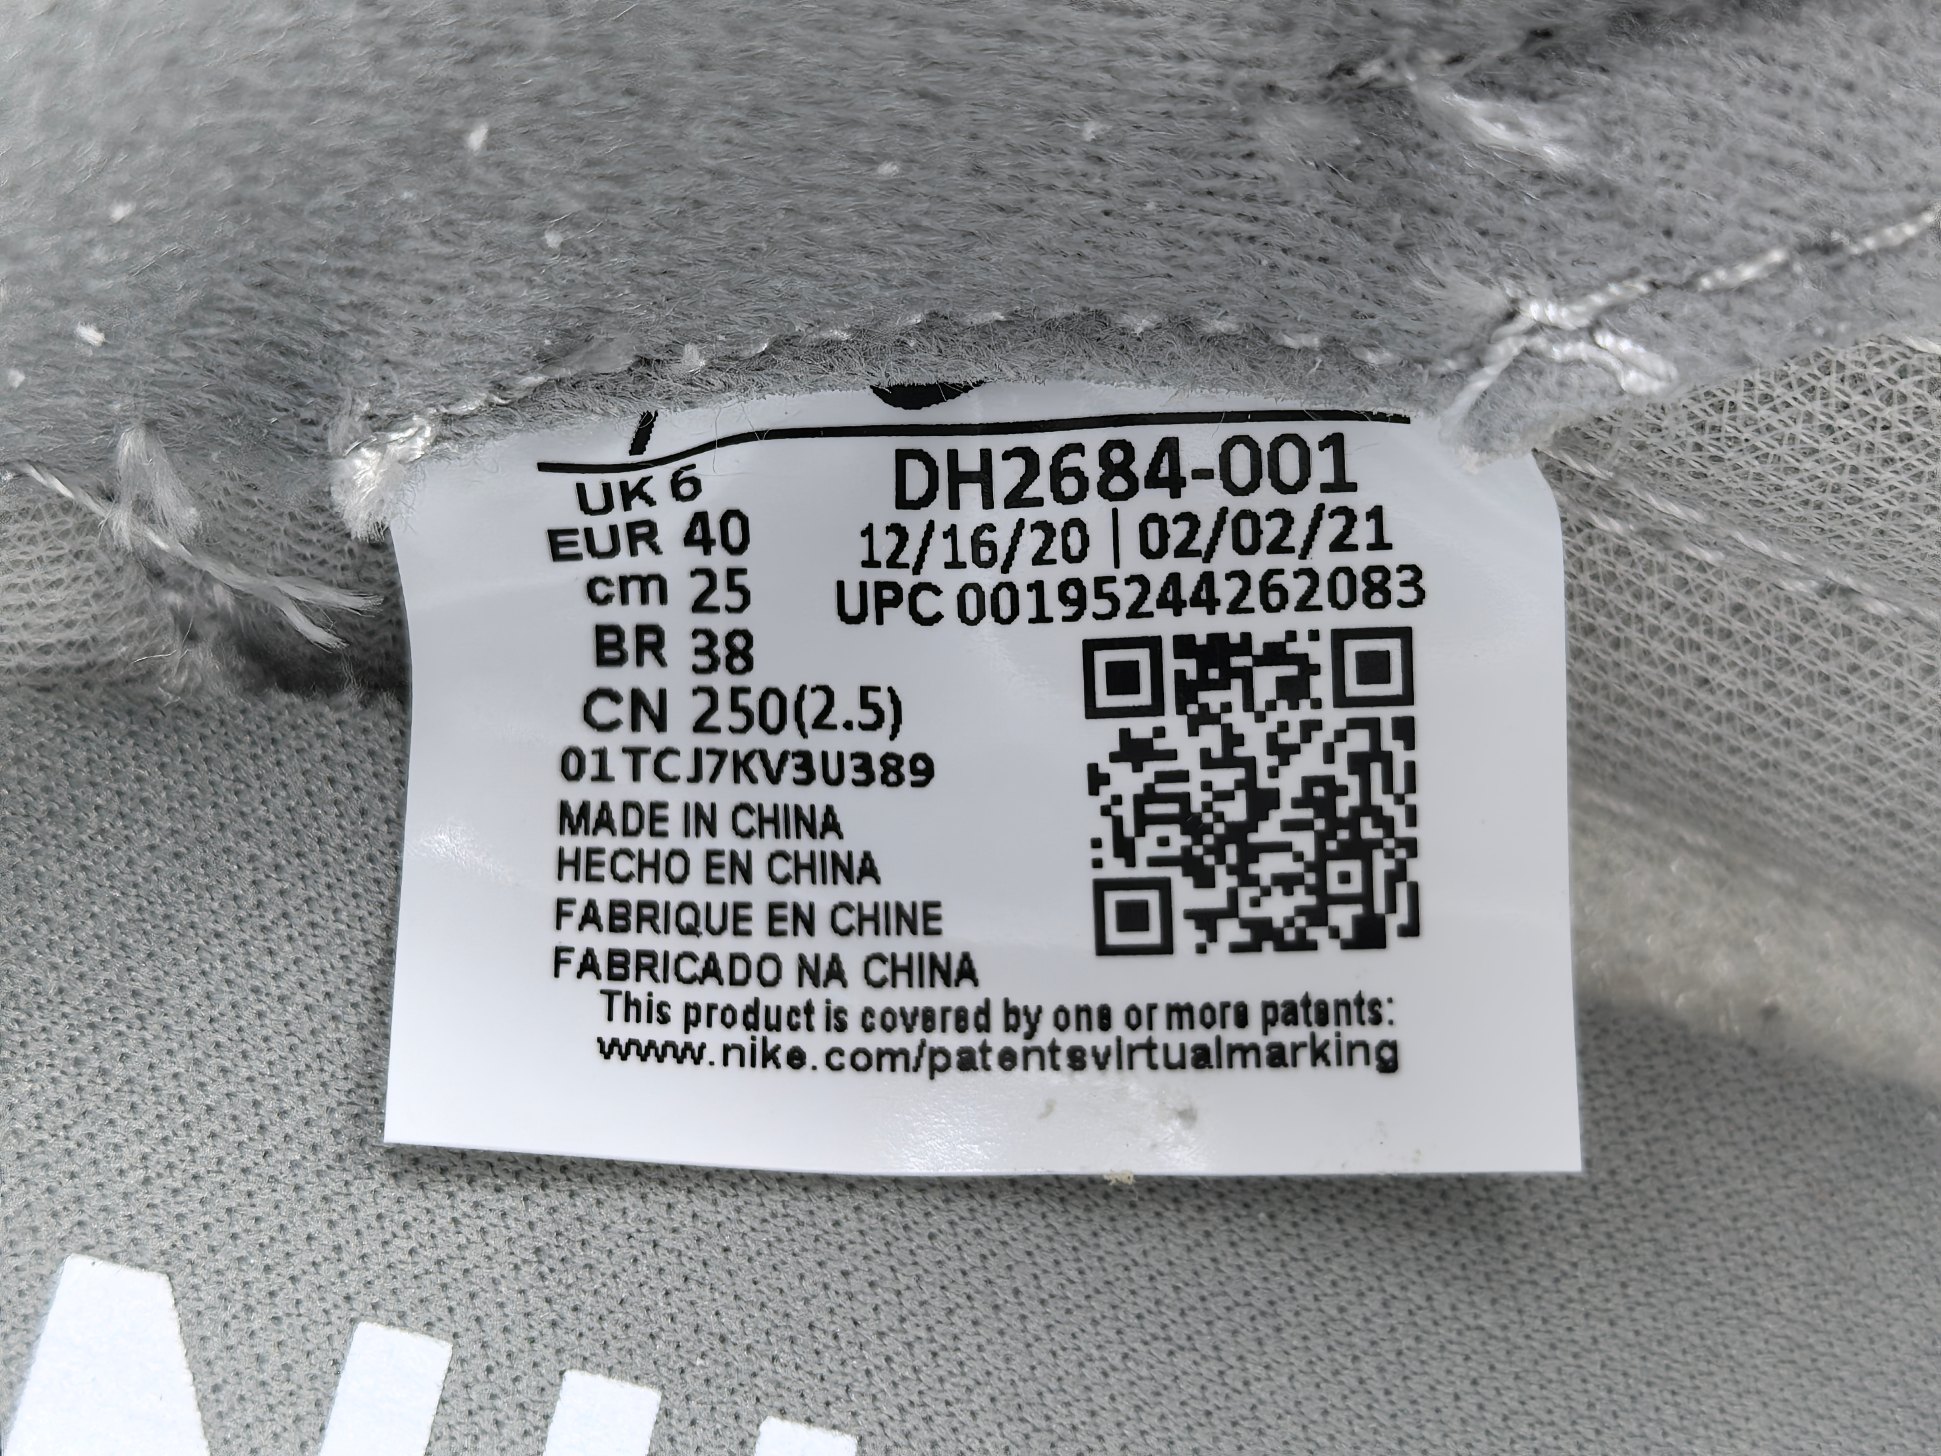 UK 6
EUR 40
cm 25
BR 38
CN 250(2.5)
01TCJ7KV3U389
MADE IN CHINA
HECHO EN CHINA
FABRIQUE EN CHINE
FABRICADO NA CHINA
DH2684-001
12/16/20 | 02/02/21
UPC 00195244262083
This product is covered by one or more patents:
www.nike.com/patentsvirtualmarking